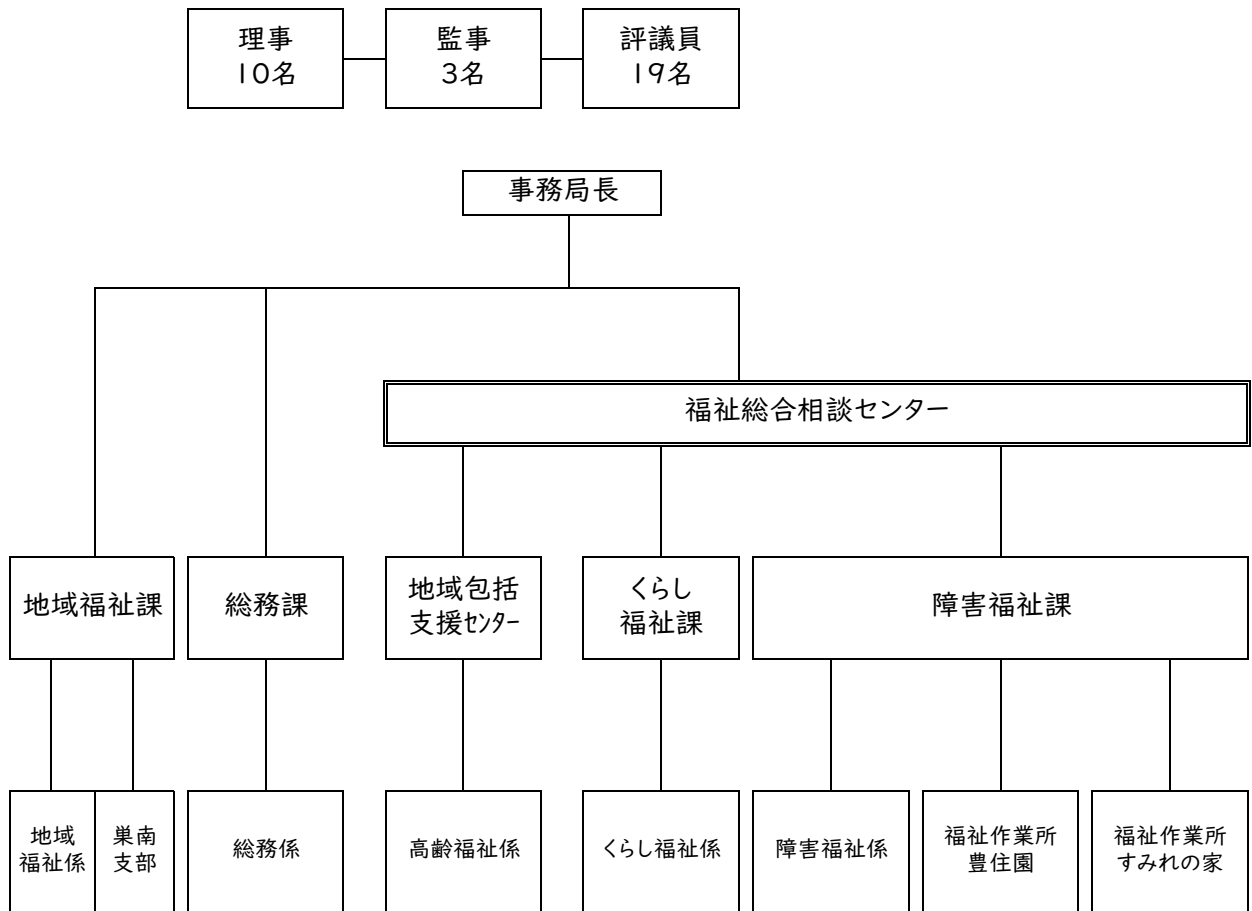 理事
10名
監事
3名
評議員
19名
事務局長
福祉総合相談センター
地域福祉課
総務課
地域包括
支援ｾﾝﾀｰ
くらし
福祉課
障害福祉課
地域
福祉係
巣南
支部
総務係
高齢福祉係
くらし福祉係
障害福祉係
福祉作業所
豊住園
福祉作業所
すみれの家